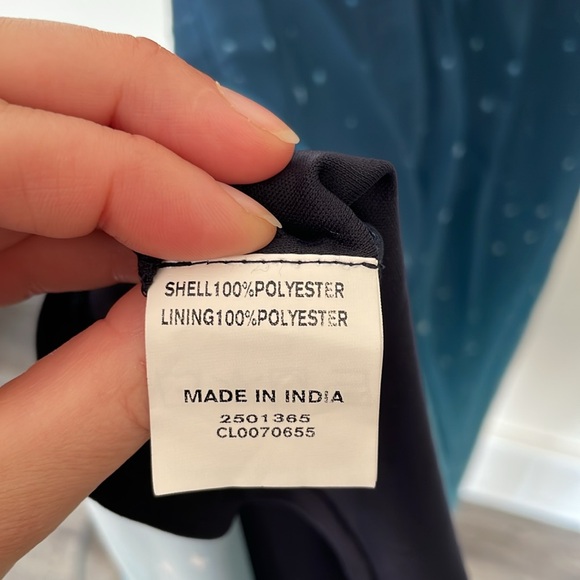 SHELL100%POLYESTER
LINING100%POLYESTER
MADE IN INDIA
2501365
CL0070655